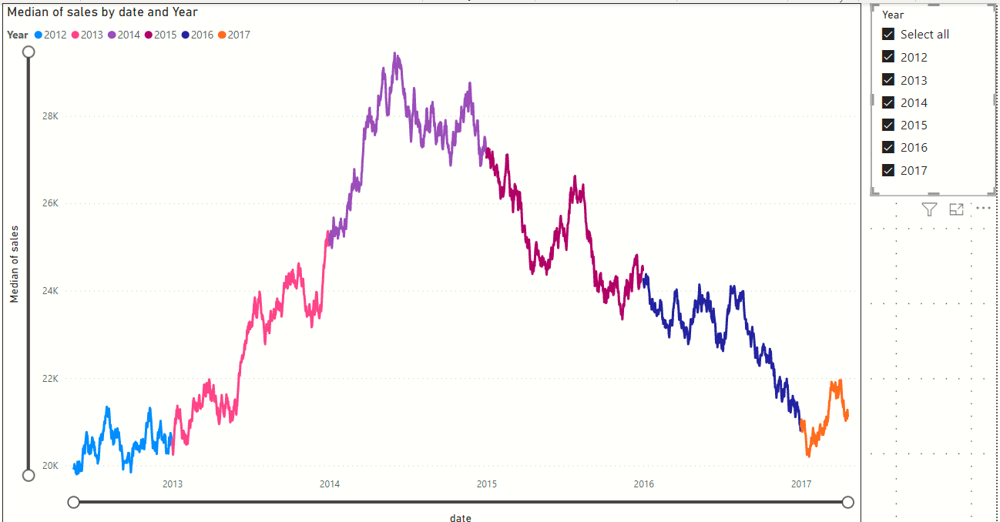 Median of sales by date and Year
Year 2012 2013 2014 2015 2016 2017
28K
26K
24K
22K
20K
Median of sales
2013 2014 2015 2016 2017
date
Year
Select all
2012
2013
2014
2015
2016
2017